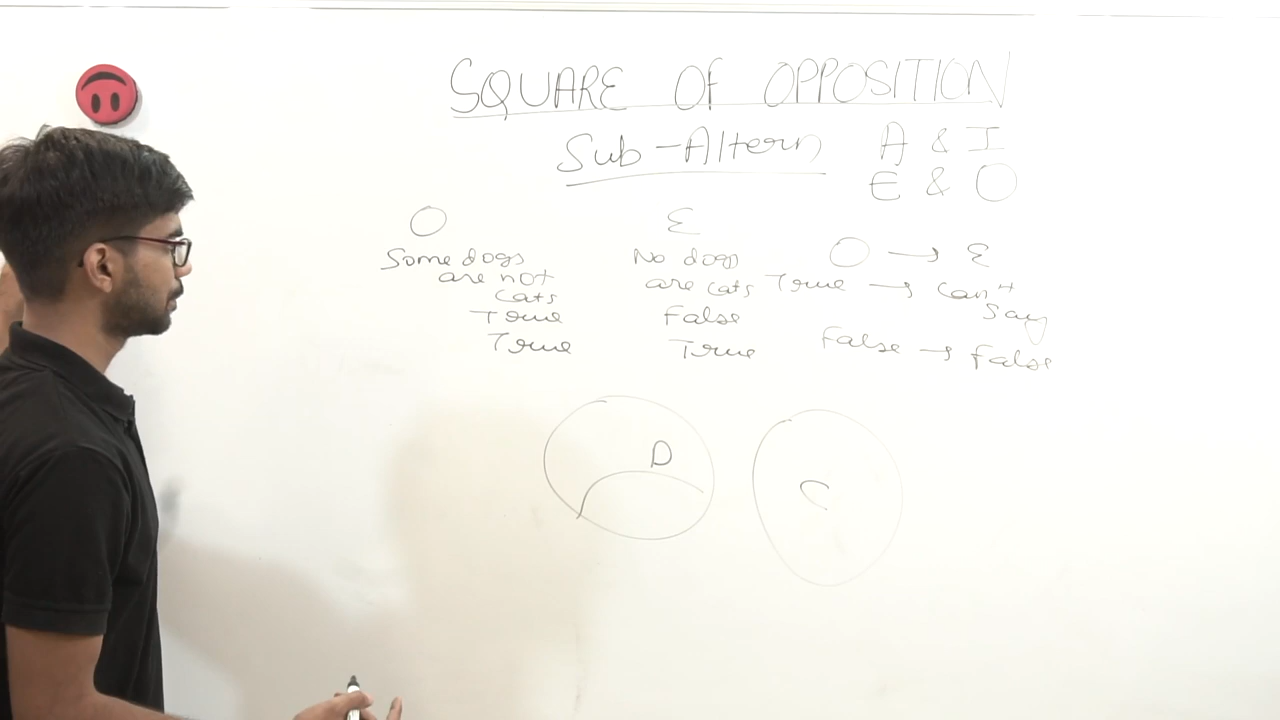 SQUARE OF OPPOSITION
Sub-Altern A & I
E & O
O E O → E
Some dogs No dogs
are not are cats True → Can't
cats Say
True False
True True False → False
D
C